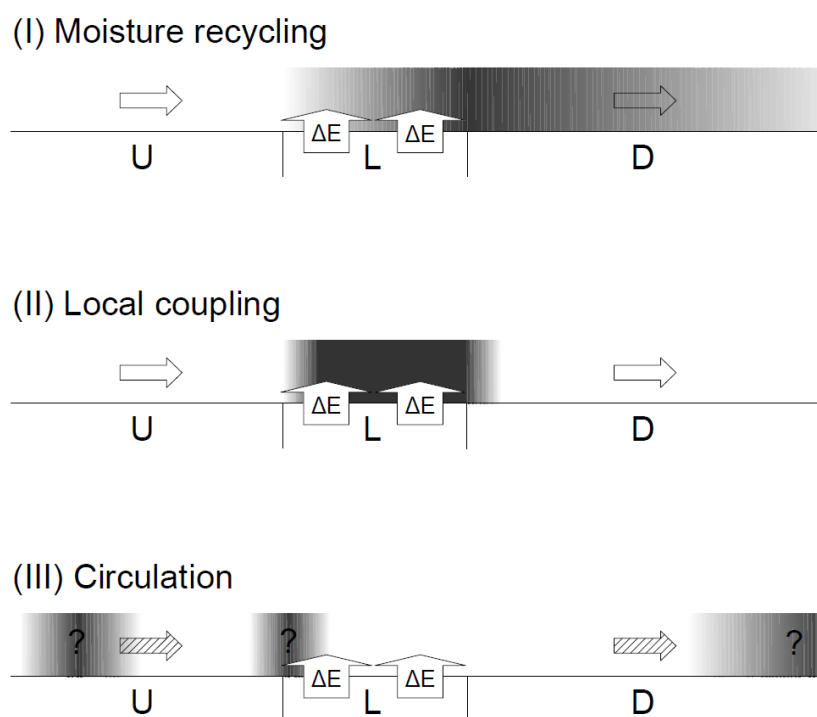 (I) Moisture recycling
ΔE ΔE
U L D
(II) Local coupling
ΔE ΔE
U L D
(III) Circulation
? ? ?
ΔE ΔE
U L D